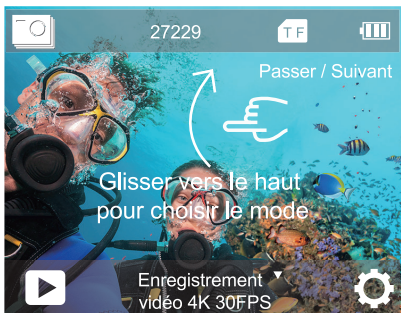 27229
TF
Passer / Suivant
Glisser vers le haut
pour choisir le mode
Enregistrement
vidéo 4K 30FPS